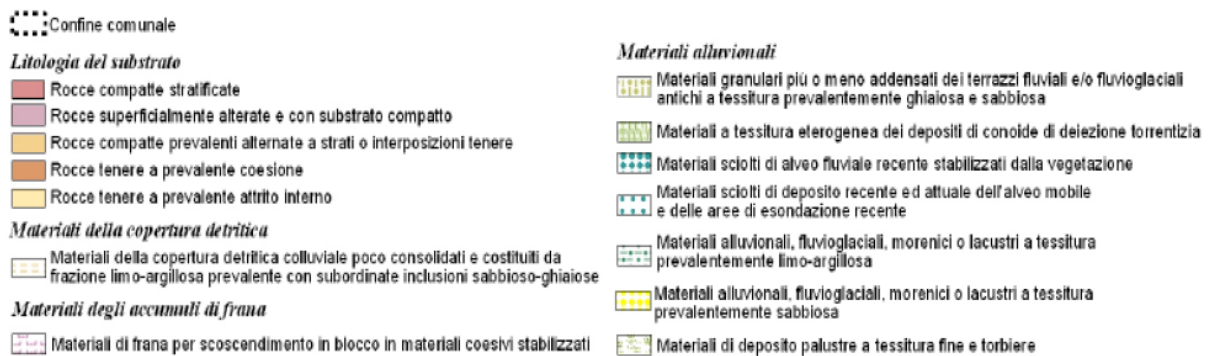 Confine comunale
Litologia del substrato
Rocce compatte stratificate
Rocce superficialmente alterate e con substrato compatto
Rocce compatte prevalenti alternate a strati o interposizioni tenere
Rocce tenere a prevalente coesione
Rocce tenere a prevalente attrito interno
Materiali della copertura detritica
Materiali della copertura detritica colluviale poco consolidati e costituiti da
frazione limo-argillosa prevalente con subordinate inclusioni sabbioso-ghiaiose
Materiali degli accumuli di frana
Materiali di frana per scoscendimento in blocco in materiali coesivi stabilizzati
Materiali alluvionali
Materiali granulari più o meno addensati dei terrazzi fluviali e/o fluvioglaciali
antichi a tessitura prevalentemente ghiaiosa e sabbiosa
Materiali a tessitura eterogenea dei depositi di conoide di deiezione torrentizia
Materiali sciolti di alveo fluviale recente stabilizzati dalla vegetazione
Materiali sciolti di deposito recente ed attuale dell'alveo mobile
e delle aree di esondazione recente
Materiali alluvionali, fluvioglaciali, morenici o lacustri a tessitura
prevalentemente limo-argillosa
Materiali alluvionali, fluvioglaciali, morenici o lacustri a tessitura
prevalentemente sabbiosa
Materiali di deposito palustre a tessitura fine e torbiere